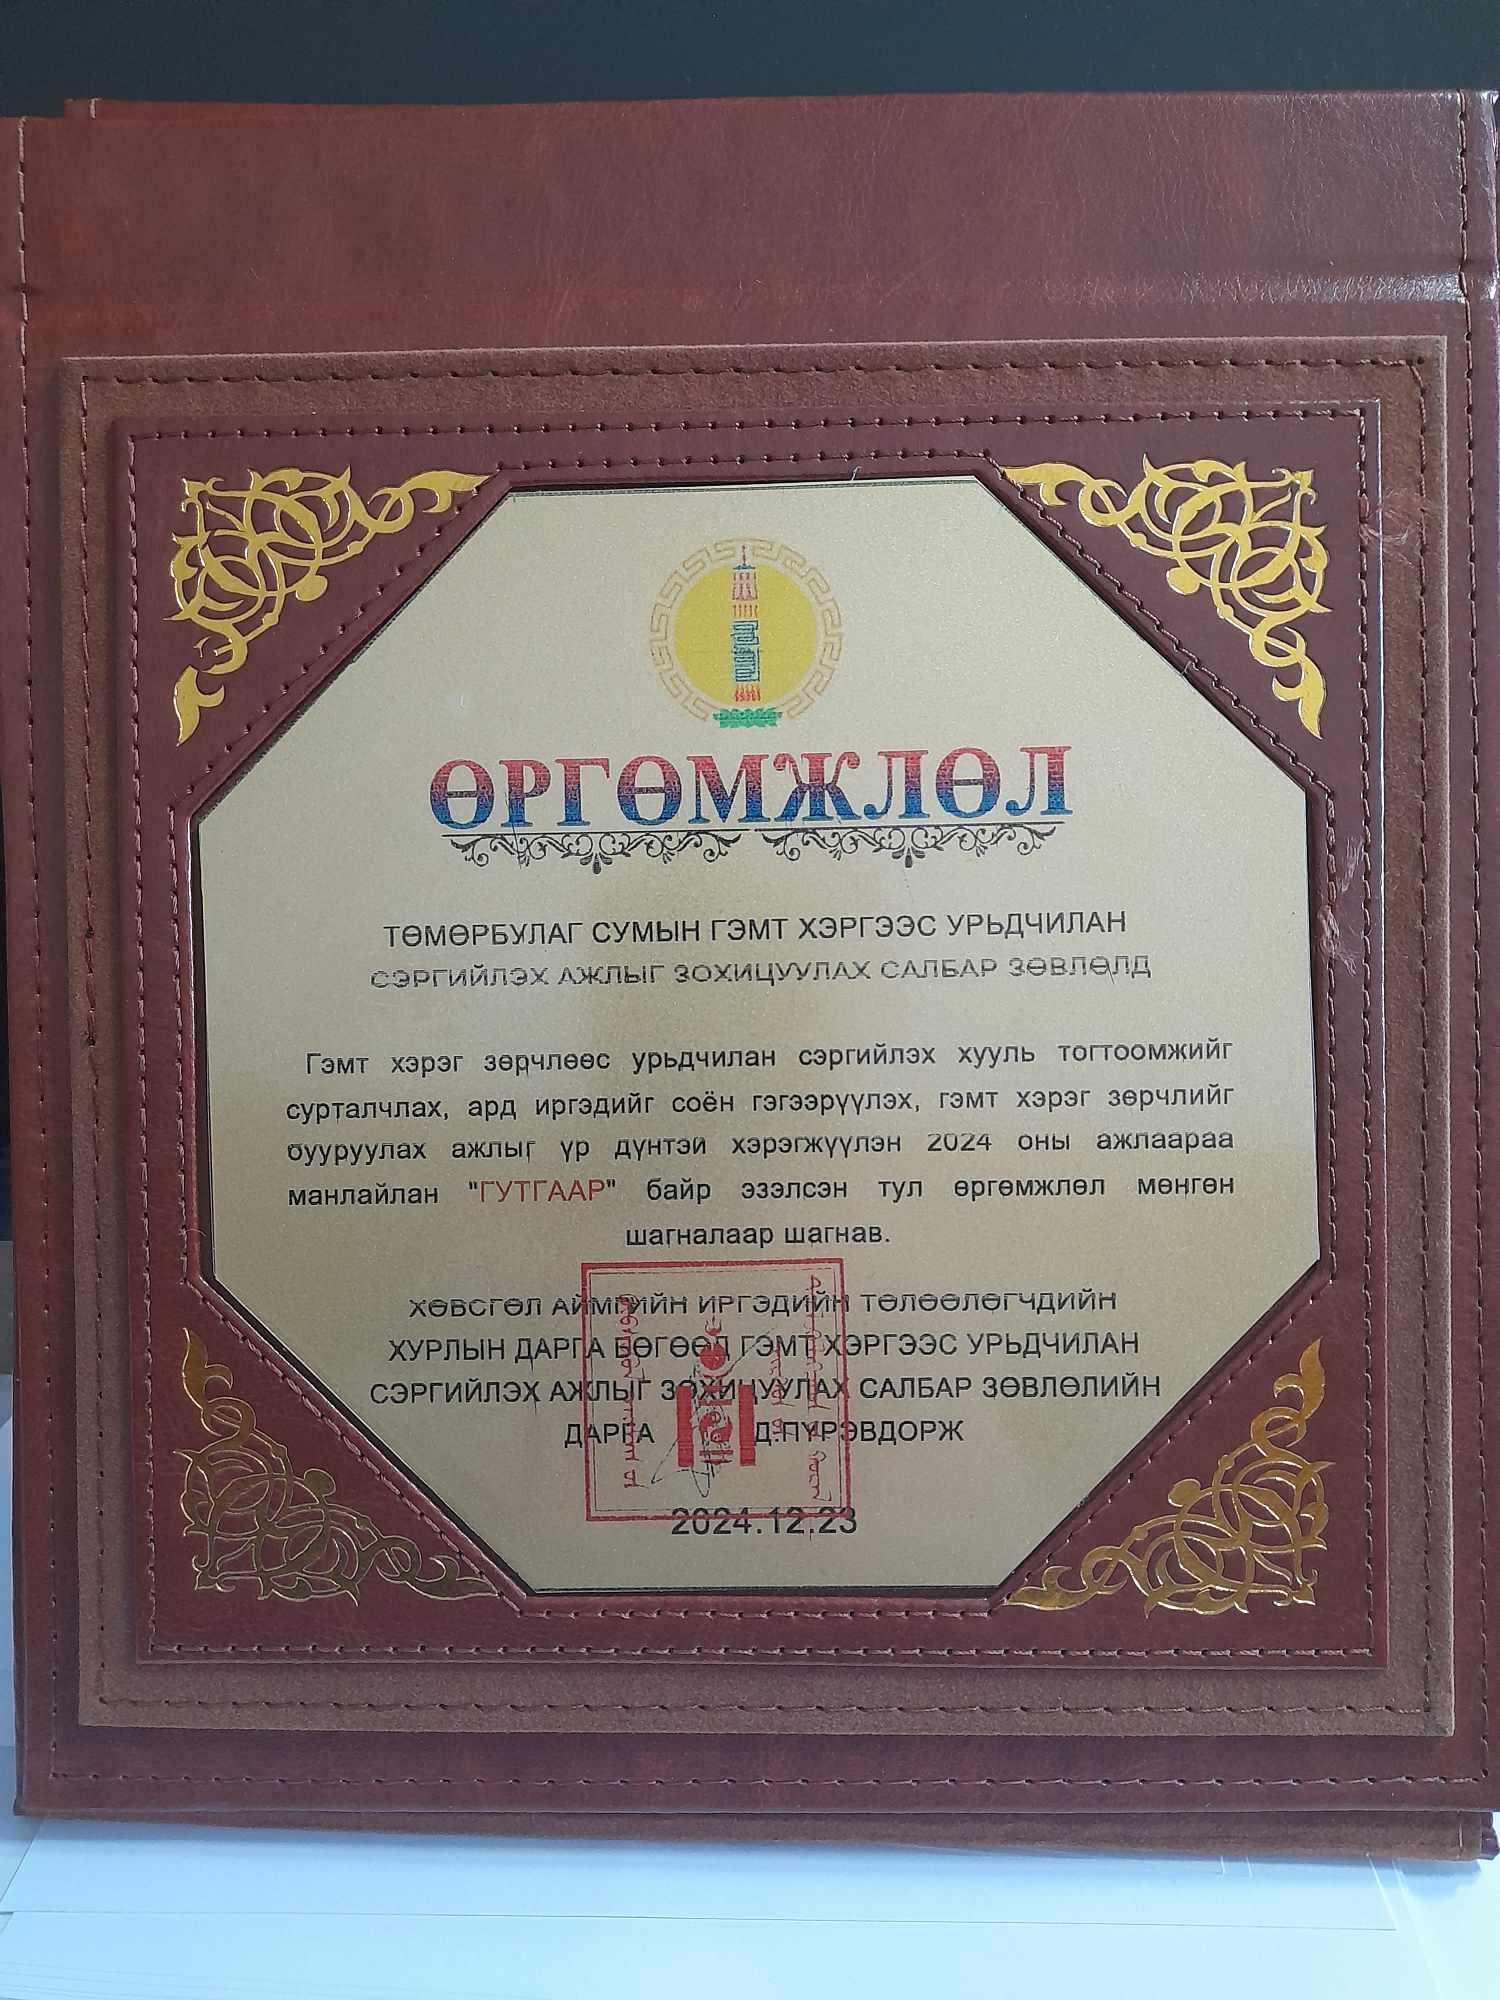 ӨРГӨМЖЛӨЛ
ТӨМӨРБУЛАГ СУМЫН ГЭМТ ХЭРГЭЭС УРЬДЧИЛАН
СЭРГИЙЛЭХ АЖЛЫГ ЗОХИЦУУЛАХ САЛБАР ЗӨВЛӨЛД
Гэмт хэрэг зөрчлөөс урьдчилан сэргийлэх хууль тогтоомжийг
сурталчлах, ард иргэдийг соён гэгээрүүлэх, гэмт хэрэг зөрчлийг
бууруулах ажлыг үр дүнтэй хэрэгжүүлэн 2024 оны ажлаараа
манлайлан "ГУТГААР" байр эзэлсэн тул өргөмжлөл мөнгөн
шагналаар шагнав.
ХӨВСГӨЛ АЙМГИЙН ИРГЭДИЙН ТӨЛӨӨЛӨГЧДИЙН
ХУРЛЫН ДАРГА БӨГӨӨД ГЭМТ ХЭРГЭЭС УРЬДЧИЛАН
СЭРГИЙЛЭХ АЖЛЫГ ЗОХИЦУУЛАХ САЛБАР ЗӨВЛӨЛИЙН
ДАРГА Д.ПҮРЭВДОРЖ
2024.12.23